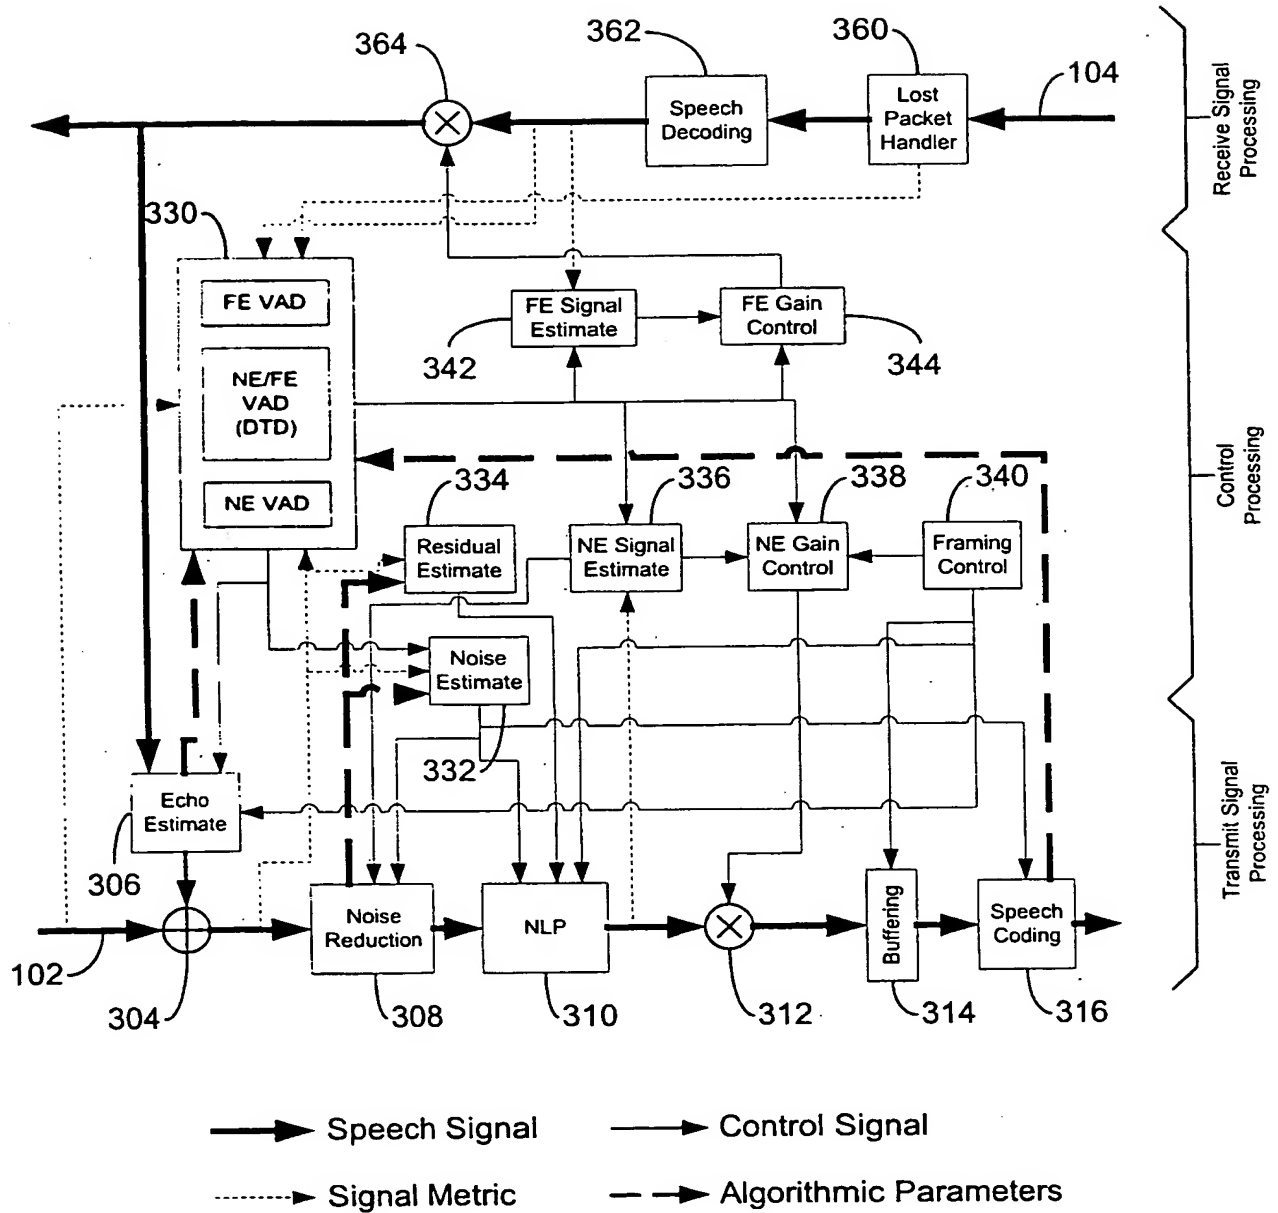 364
362
360
104
Speech
Decoding
Lost
Packet
Handler
Receive Signal
Processing
330
FE VAD
NE/FE
VAD
(DTD)
NE VAD
FE Signal
Estimate
FE Gain
Control
342
344
Control
Processing
334
336
338
340
Residual
Estimate
NE Signal
Estimate
NE Gain
Control
Framing
Control
Noise
Estimate
332
Echo
Estimate
306
Transmit Signal
Processing
Noise
Reduction
NLP
Buffering
Speech
Coding
102
304
308
310
312
314
316
Speech Signal
Control Signal
Signal Metric
Algorithmic Parameters